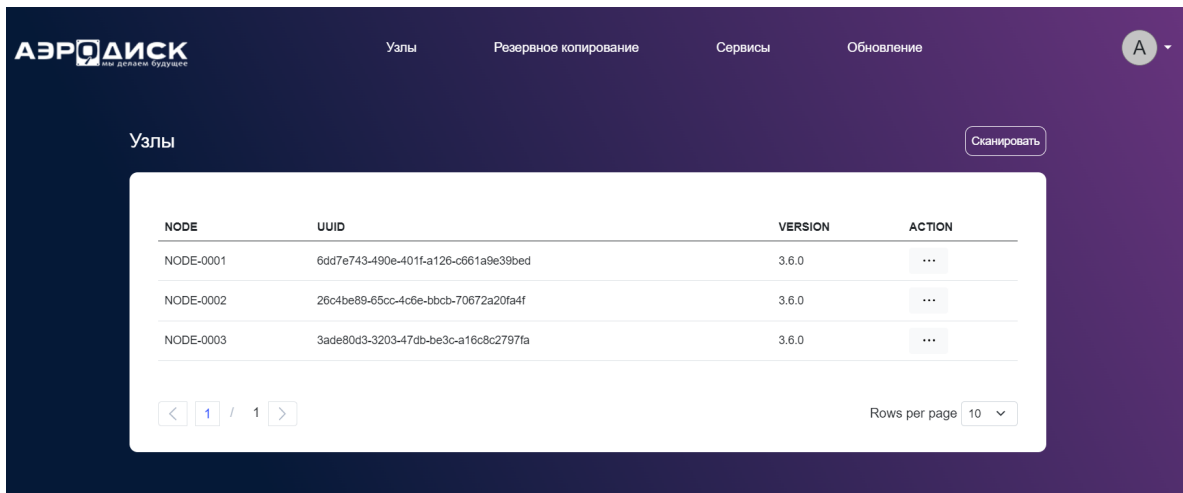 АЭРОДИСК
мы делаем будущее
Узлы Резервное копирование Сервисы Обновление A
Узлы Сканировать
NODE UUID VERSION ACTION
NODE-0001 6dd7e743-490e-401f-a126-c661a9e39bed 3.6.0 ...
NODE-0002 26c4be89-65cc-4c6e-bbcb-70672a20fa4f 3.6.0 ...
NODE-0003 3ade80d3-3203-47db-be3c-a16c8c2797fa 3.6.0 ...
< 1 / 1 > Rows per page 10